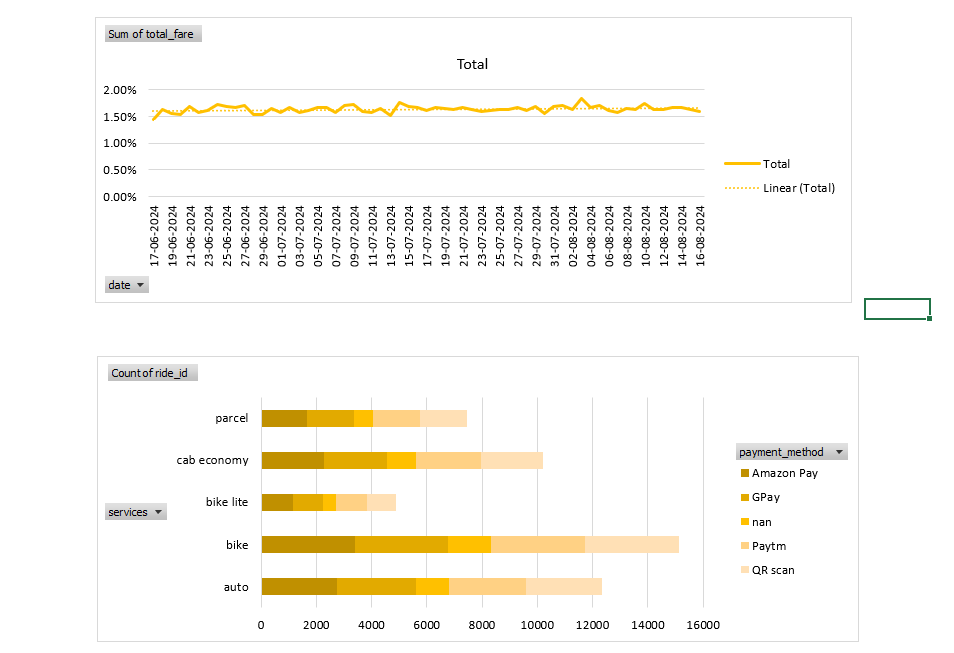 Sum of total_fare
Total
2.00%
1.50%
1.00%
0.50%
0.00%
Total
Linear (Total)
17-06-2024
19-06-2024
21-06-2024
23-06-2024
25-06-2024
27-06-2024
29-06-2024
01-07-2024
03-07-2024
05-07-2024
07-07-2024
09-07-2024
11-07-2024
13-07-2024
15-07-2024
17-07-2024
19-07-2024
21-07-2024
23-07-2024
25-07-2024
27-07-2024
29-07-2024
31-07-2024
02-08-2024
04-08-2024
06-08-2024
08-08-2024
10-08-2024
12-08-2024
14-08-2024
16-08-2024
date
Count of ride_id
parcel
cab economy
bike lite
bike
auto
services
0 2000 4000 6000 8000 10000 12000 14000 16000
payment_method
Amazon Pay
GPay
nan
Paytm
QR scan